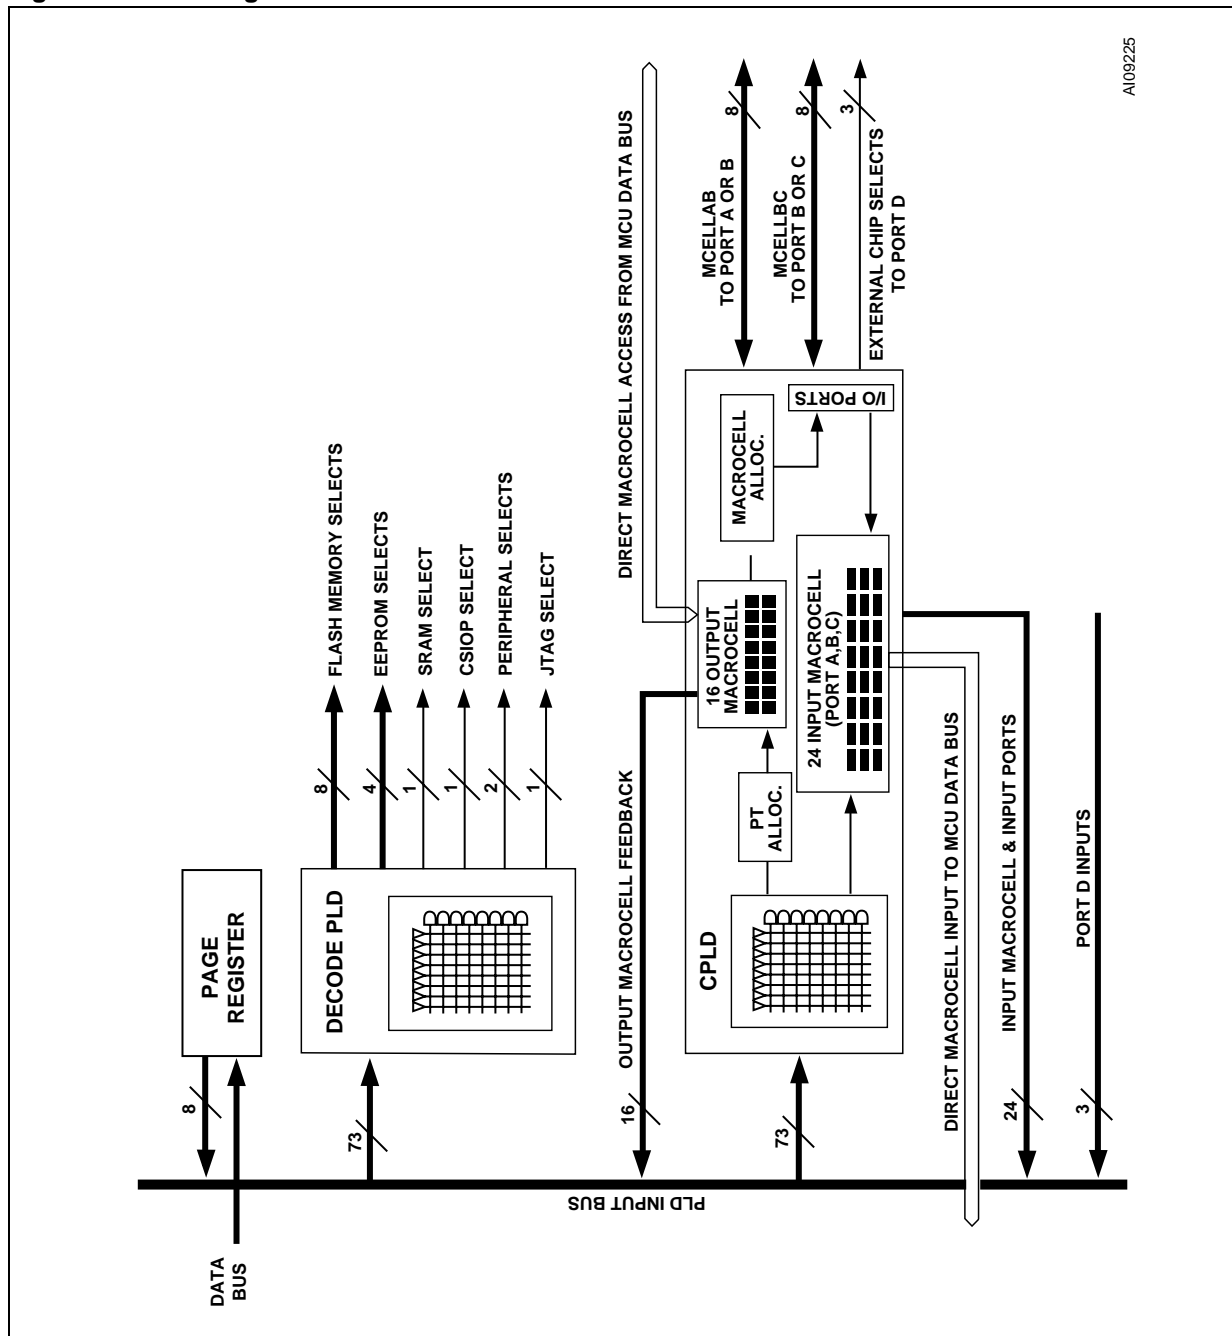 AI09225
DATA
BUS
8
PAGE
REGISTER
73
DECODE PLD
8
FLASH MEMORY SELECTS
4
EEPROM SELECTS
1
SRAM SELECT
1
CSIOP SELECT
2
PERIPHERAL SELECTS
1
JTAG SELECT
PLD INPUT BUS
16
OUTPUT MACROCELL FEEDBACK
DIRECT MACROCELL ACCESS FROM MCU DATA BUS
73
CPLD
PT
ALLOC.
16 OUTPUT
MACROCELL
MACROCELL
ALLOC.
I/O PORTS
24 INPUT MACROCELL
(PORT A,B,C)
MCELLAB
TO PORT A OR B
8
MCELLBC
TO PORT B OR C
8
EXTERNAL CHIP SELECTS
TO PORT D
3
DIRECT MACROCELL INPUT TO MCU DATA BUS
24
INPUT MACROCELL & INPUT PORTS
3
PORT D INPUTS